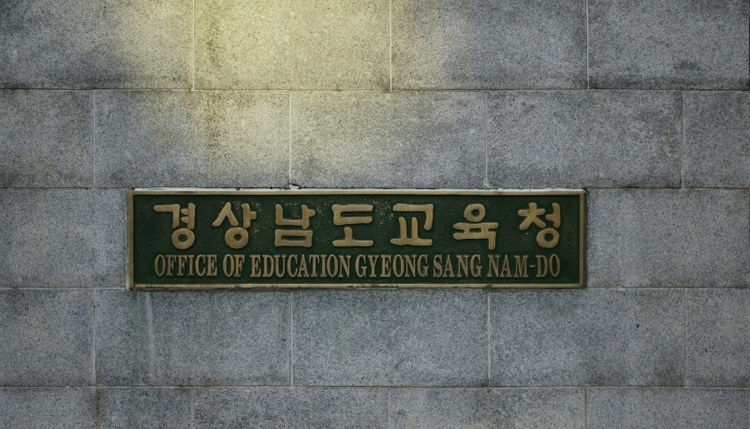 경상남도교육청
OFFICE OF EDUCATION GYEONG SANG NAM-DO